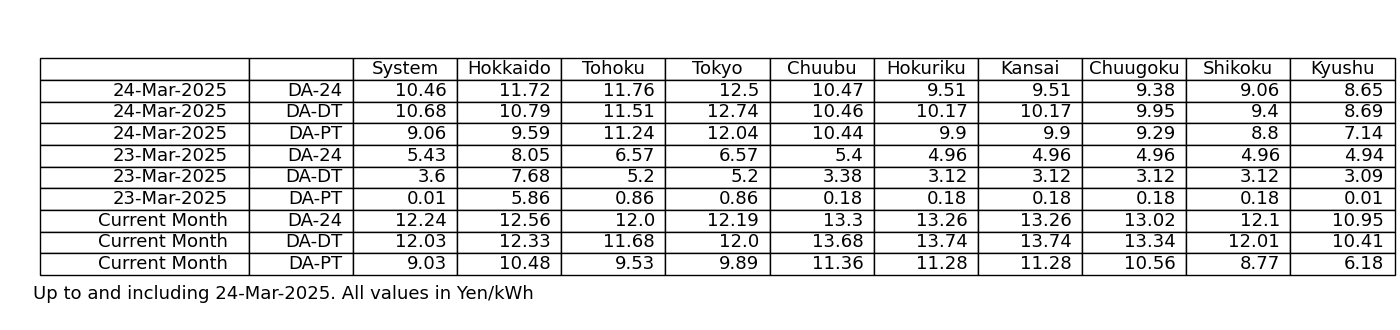 System Hokkaido Tohoku Tokyo Chuubu Hokuriku Kansai Chuugoku Shikoku Kyushu
24-Mar-2025 DA-24 10.46 11.72 11.76 12.5 10.47 9.51 9.51 9.38 9.06 8.65
24-Mar-2025 DA-DT 10.68 10.79 11.51 12.74 10.46 10.17 10.17 9.95 9.4 8.69
24-Mar-2025 DA-PT 9.06 9.59 11.24 12.04 10.44 9.9 9.9 9.29 8.8 7.14
23-Mar-2025 DA-24 5.43 8.05 6.57 6.57 5.4 4.96 4.96 4.96 4.96 4.94
23-Mar-2025 DA-DT 3.6 7.68 5.2 5.2 3.38 3.12 3.12 3.12 3.12 3.09
23-Mar-2025 DA-PT 0.01 5.86 0.86 0.86 0.18 0.18 0.18 0.18 0.18 0.01
Current Month DA-24 12.24 12.56 12.0 12.19 13.3 13.26 13.26 13.02 12.1 10.95
Current Month DA-DT 12.03 12.33 11.68 12.0 13.68 13.74 13.74 13.34 12.01 10.41
Current Month DA-PT 9.03 10.48 9.53 9.89 11.36 11.28 11.28 10.56 8.77 6.18
Up to and including 24-Mar-2025. All values in Yen/kWh